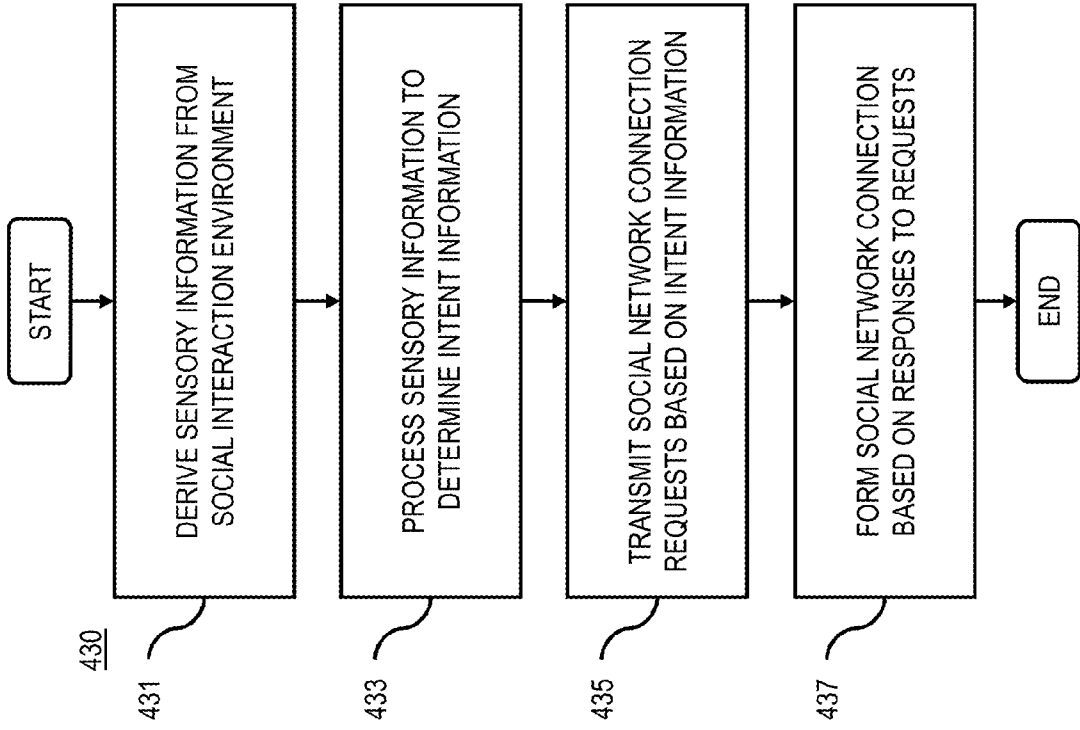 430
START
431
DERIVE SENSORY INFORMATION FROM
SOCIAL INTERACTION ENVIRONMENT
433
PROCESS SENSORY INFORMATION TO
DETERMINE INTENT INFORMATION
435
TRANSMIT SOCIAL NETWORK CONNECTION
REQUESTS BASED ON INTENT INFORMATION
437
FORM SOCIAL NETWORK CONNECTION
BASED ON RESPONSES TO REQUESTS
END